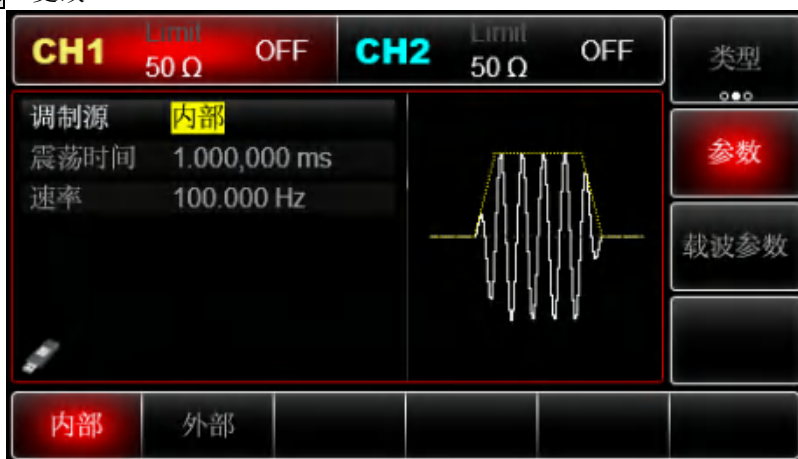 CH1 Limit 50 Ω OFF CH2 Limit 50 Ω OFF
类型
调制源 内部
震荡时间 1.000,000 ms
速率 100.000 Hz
参数
载波参数
内部 外部